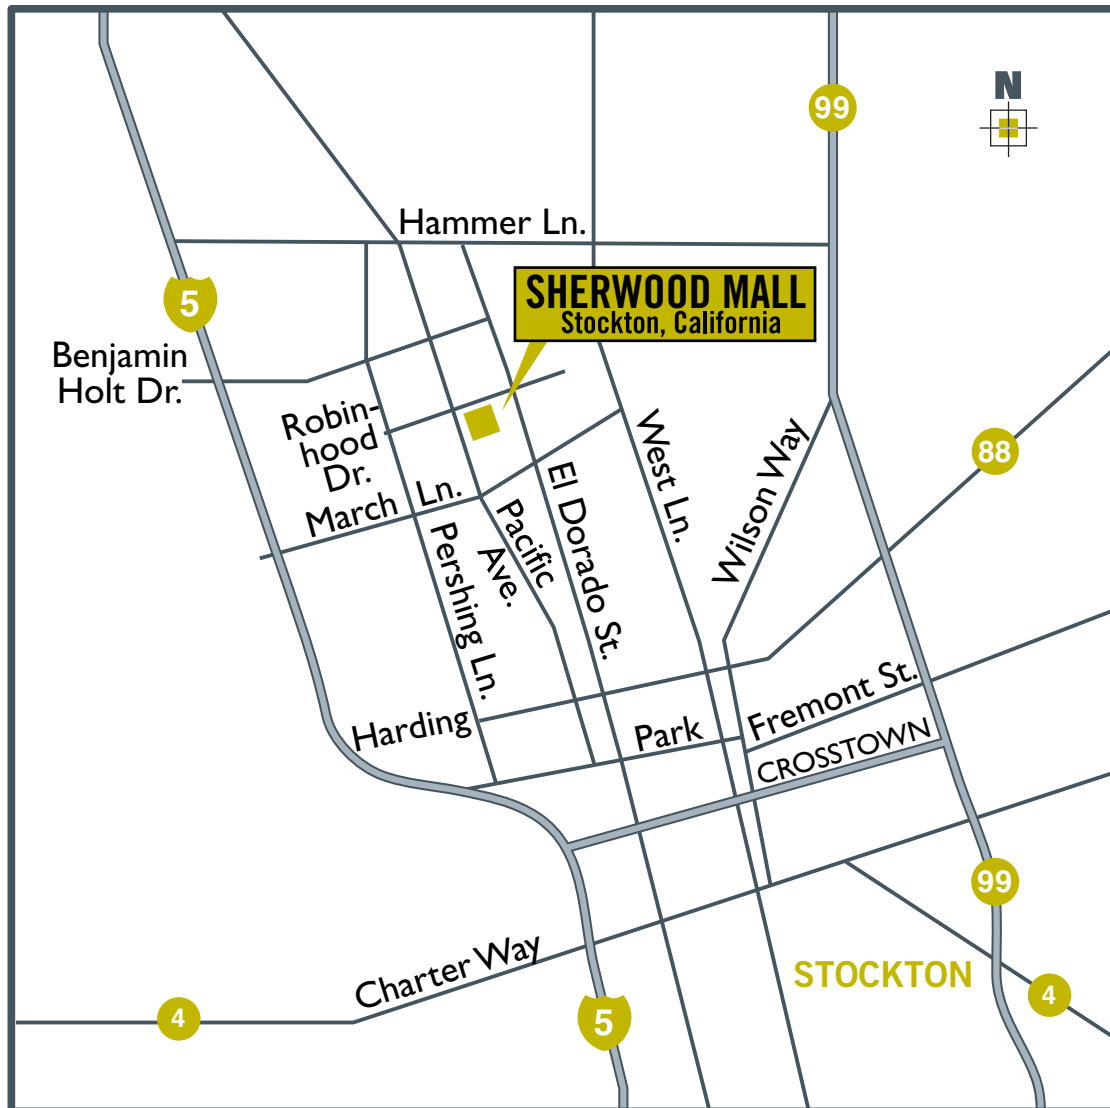 N
99
Hammer Ln.
SHERWOOD MALL
Stockton, California
5
Benjamin
Holt Dr.
Robin-
hood
Dr.
March Ln.
Pershing Ln.
Pacific
Ave.
El Dorado St.
West Ln.
Wilson Way
88
Harding
Park
Fremont St.
CROSSTOWN
99
Charter Way
STOCKTON
4
5
4